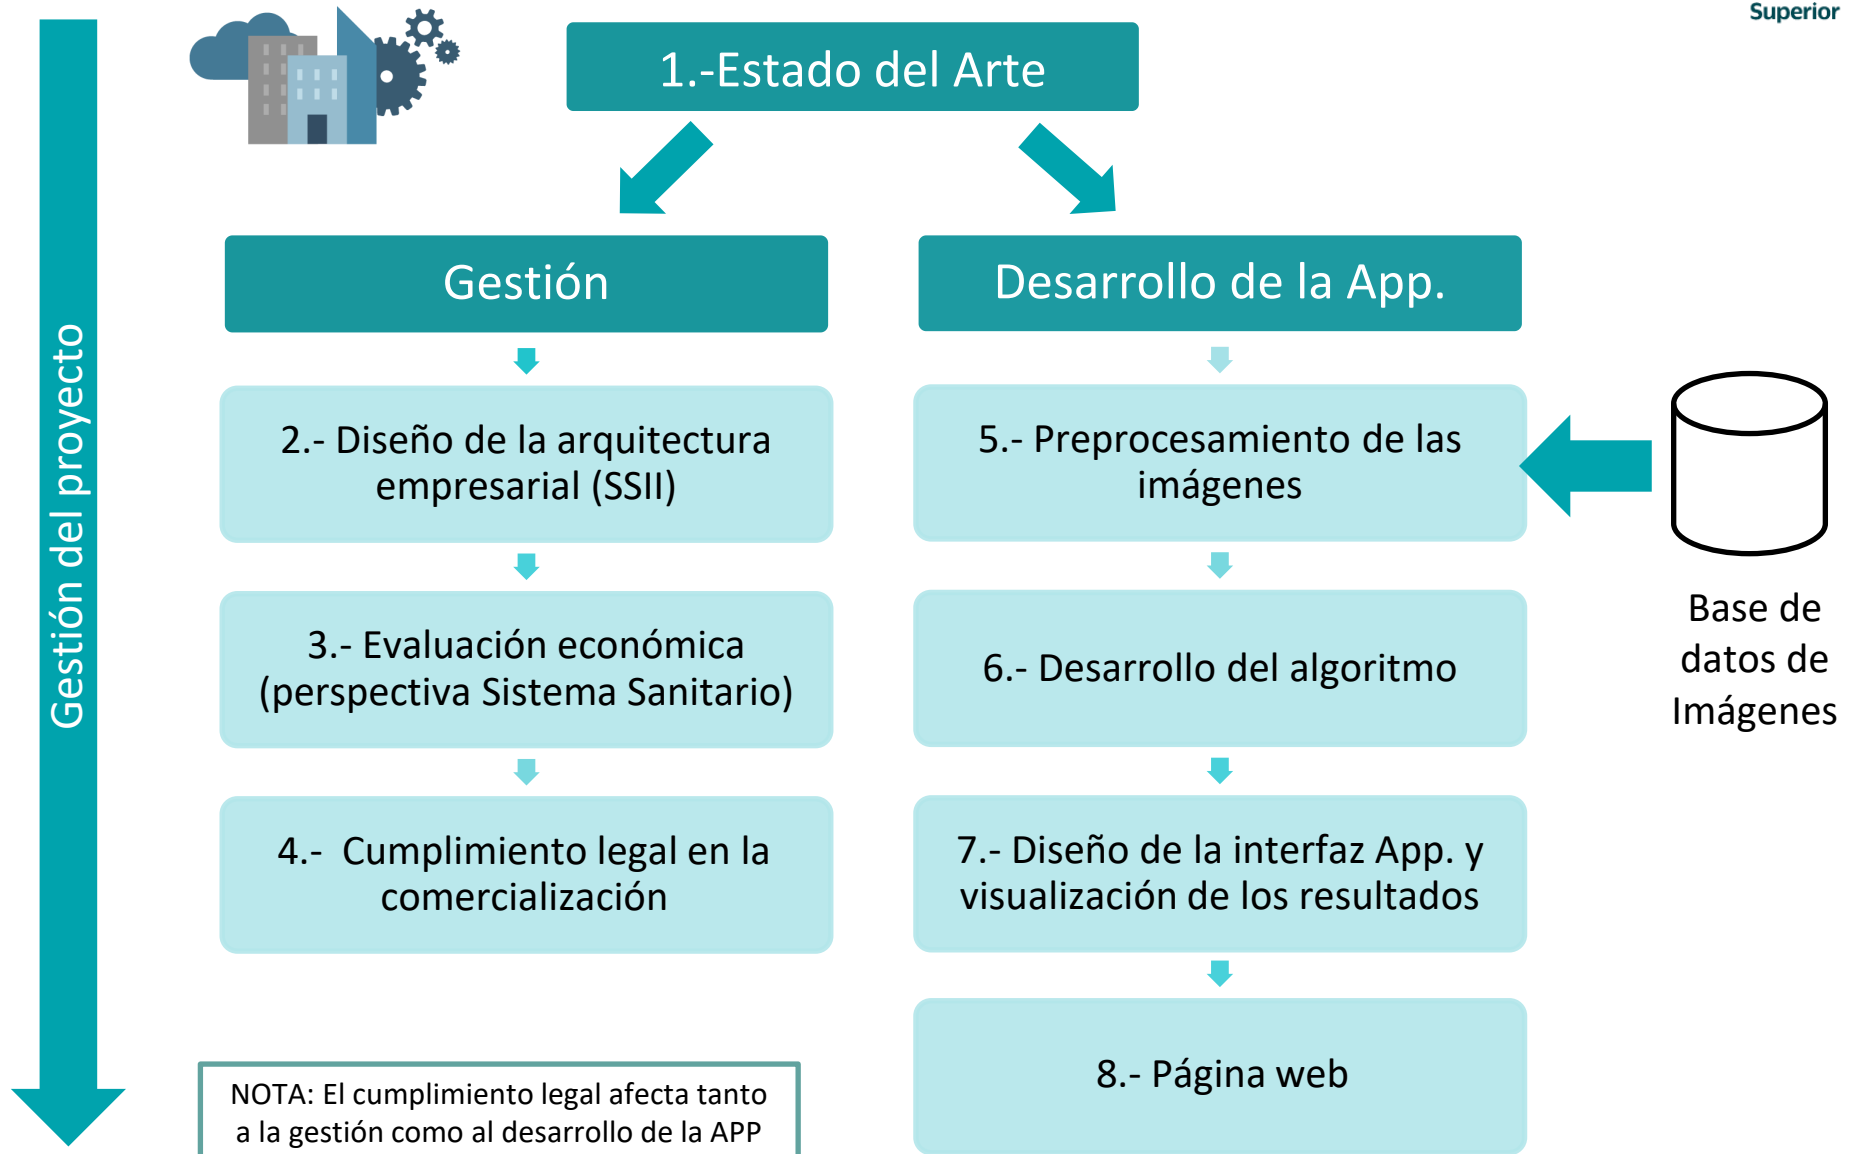 Superior
1.-Estado del Arte
Gestión del proyecto
Gestión
2.- Diseño de la arquitectura
empresarial (SSII)
3.- Evaluación económica
(perspectiva Sistema Sanitario)
4.-  Cumplimiento legal en la
comercialización
NOTA: El cumplimiento legal afecta tanto
a la gestión como al desarrollo de la APP
Desarrollo de la App.
5.- Preprocesamiento de las
imágenes
6.- Desarrollo del algoritmo
7.- Diseño de la interfaz App. y
visualización de los resultados
8.- Página web
Base de
datos de
Imágenes